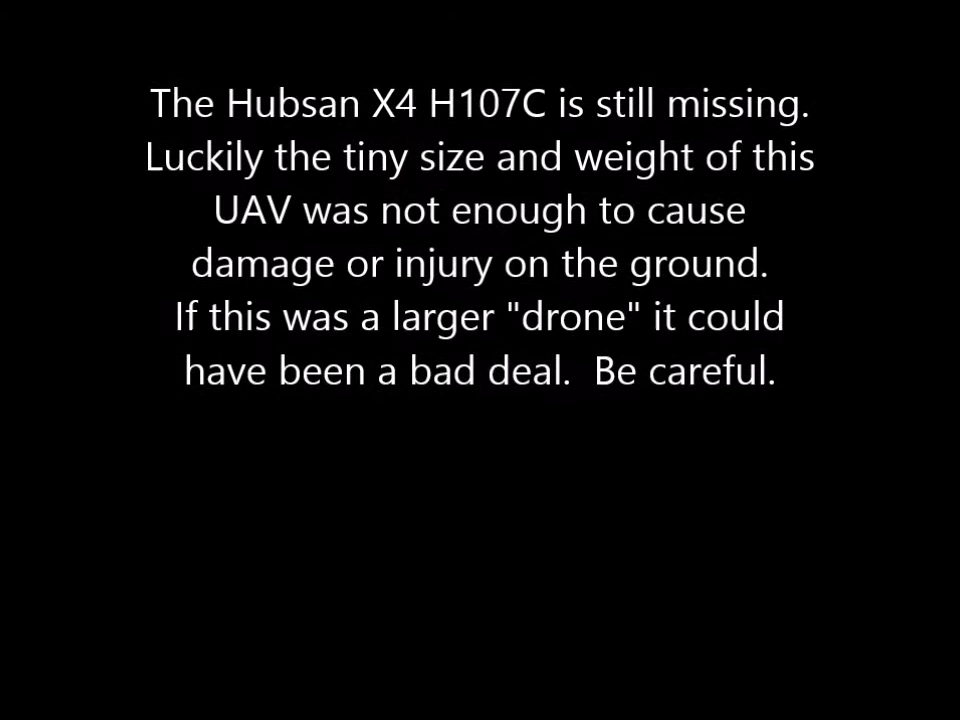 The Hubsan X4 H107C is still missing.
Luckily the tiny size and weight of this
UAV was not enough to cause
damage or injury on the ground.
If this was a larger "drone" it could
have been a bad deal.  Be careful.